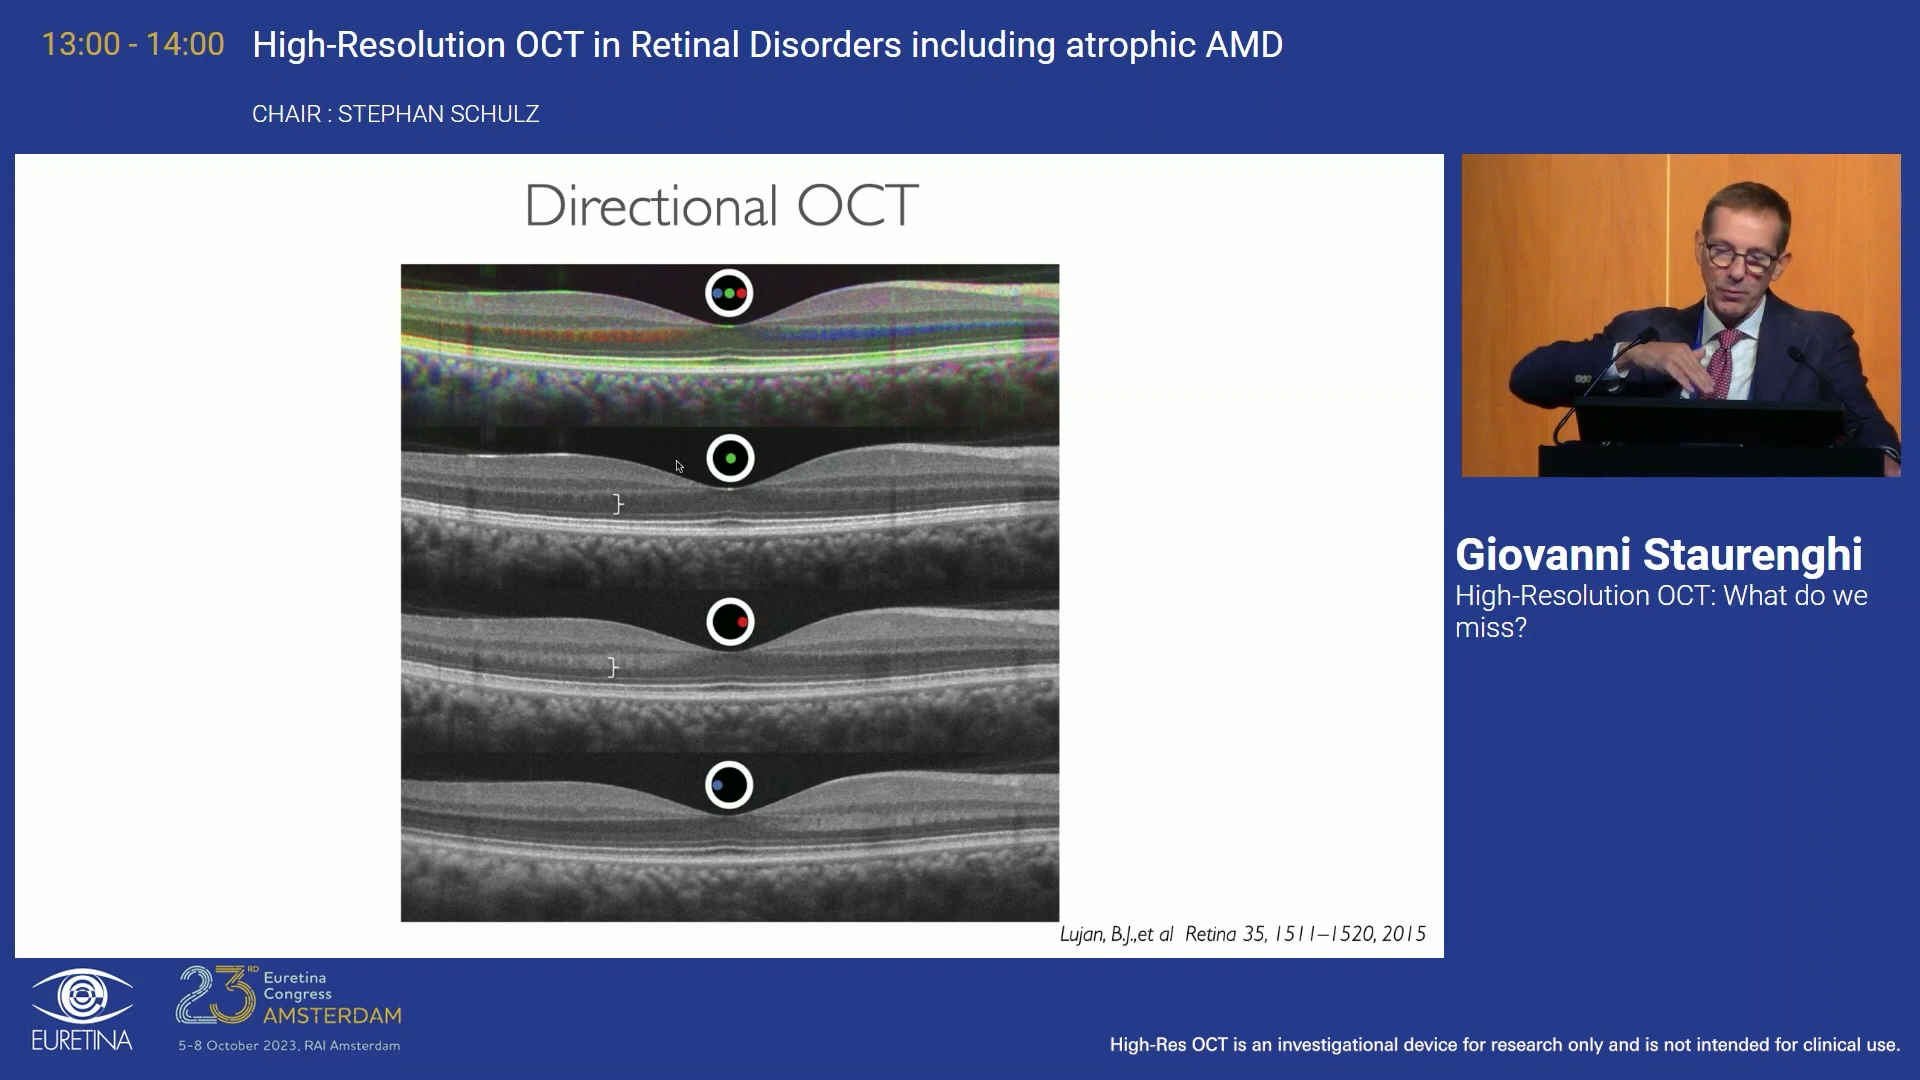 13:00 - 14:00 High-Resolution OCT in Retinal Disorders including atrophic AMD
CHAIR : STEPHAN SCHULZ
Directional OCT
}
}
Lujan, B.J.,et al Retina 35, 1511–1520, 2015
Giovanni Staurenghi
High-Resolution OCT: What do we
miss?
EURETINA
23RD Euretina
Congress
AMSTERDAM
5-8 October 2023, RAI Amsterdam
High-Res OCT is an investigational device for research only and is not intended for clinical use.